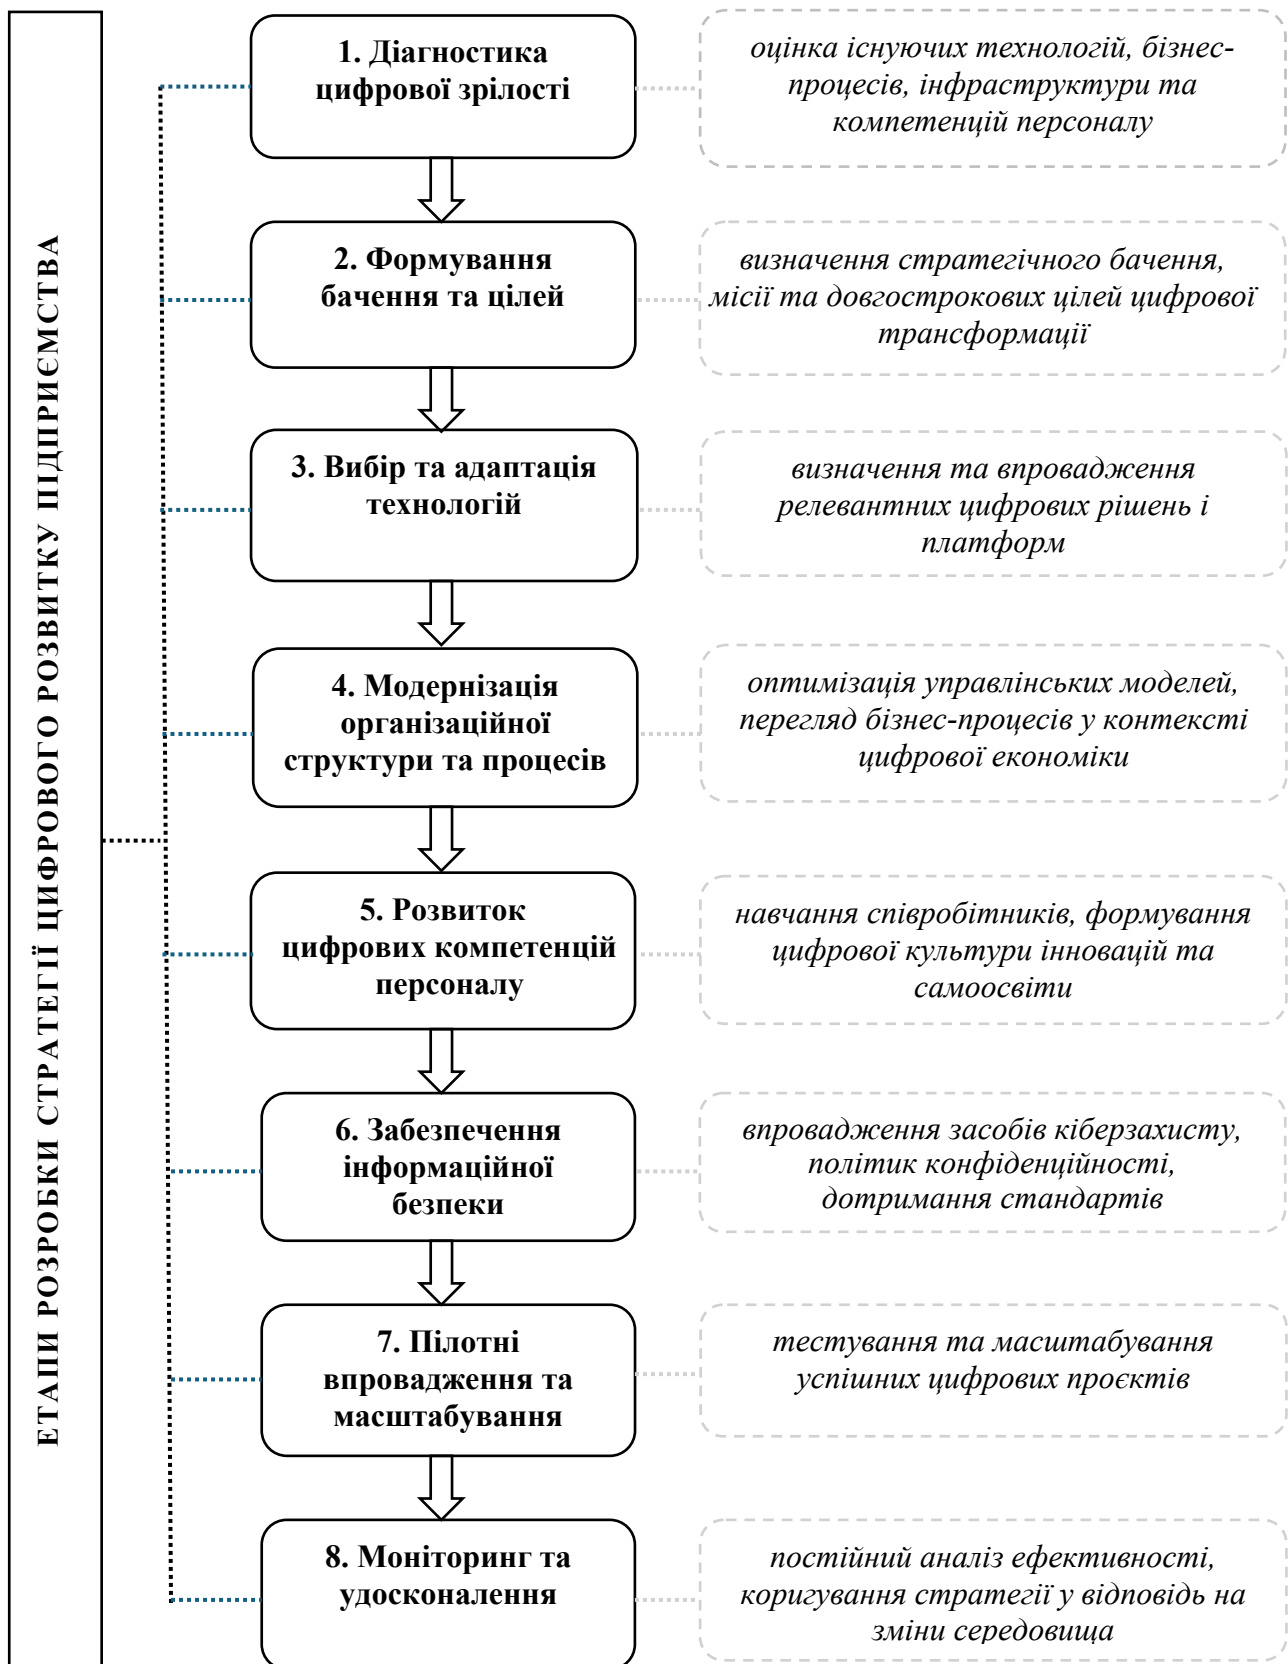 ЕТАПИ РОЗРОБКИ СТРАТЕГІЇ ЦИФРОВОГО РОЗВИТКУ ПІДПРИЄМСТВА
1. Діагностика
цифрової зрілості
оцінка існуючих технологій, бізнес-
процесів, інфраструктури та
компетенцій персоналу
2. Формування
бачення та цілей
визначення стратегічного бачення,
місії та довгострокових цілей цифрової
трансформації
3. Вибір та адаптація
технологій
визначення та впровадження
релевантних цифрових рішень і
платформ
4. Модернізація
організаційної
структури та процесів
оптимізація управлінських моделей,
перегляд бізнес-процесів у контексті
цифрової економіки
5. Розвиток
цифрових компетенцій
персоналу
навчання співробітників, формування
цифрової культури інновацій та
самоосвіти
6. Забезпечення
інформаційної
безпеки
впровадження засобів кіберзахисту,
політик конфіденційності,
дотримання стандартів
7. Пілотні
впровадження та
масштабування
тестування та масштабування
успішних цифрових проєктів
8. Моніторинг та
удосконалення
постійний аналіз ефективності,
коригування стратегії у відповідь на
зміни середовища